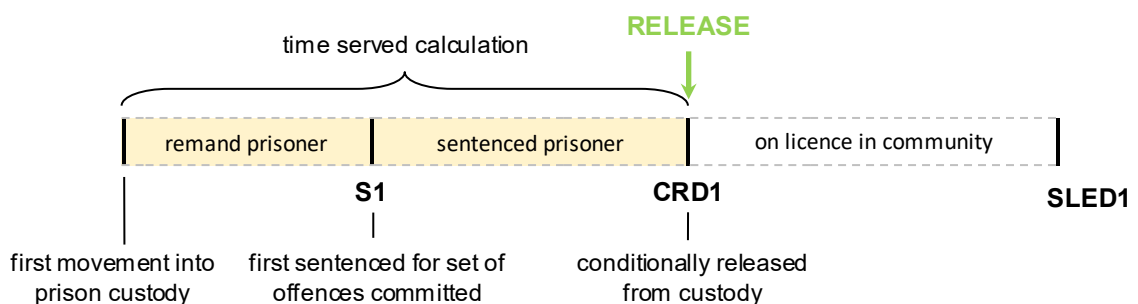 RELEASE
time served calculation
remand prisoner
sentenced prisoner
on licence in community
S1
CRD1
SLED1
first movement into
prison custody
first sentenced for set of
offences committed
conditionally released
from custody